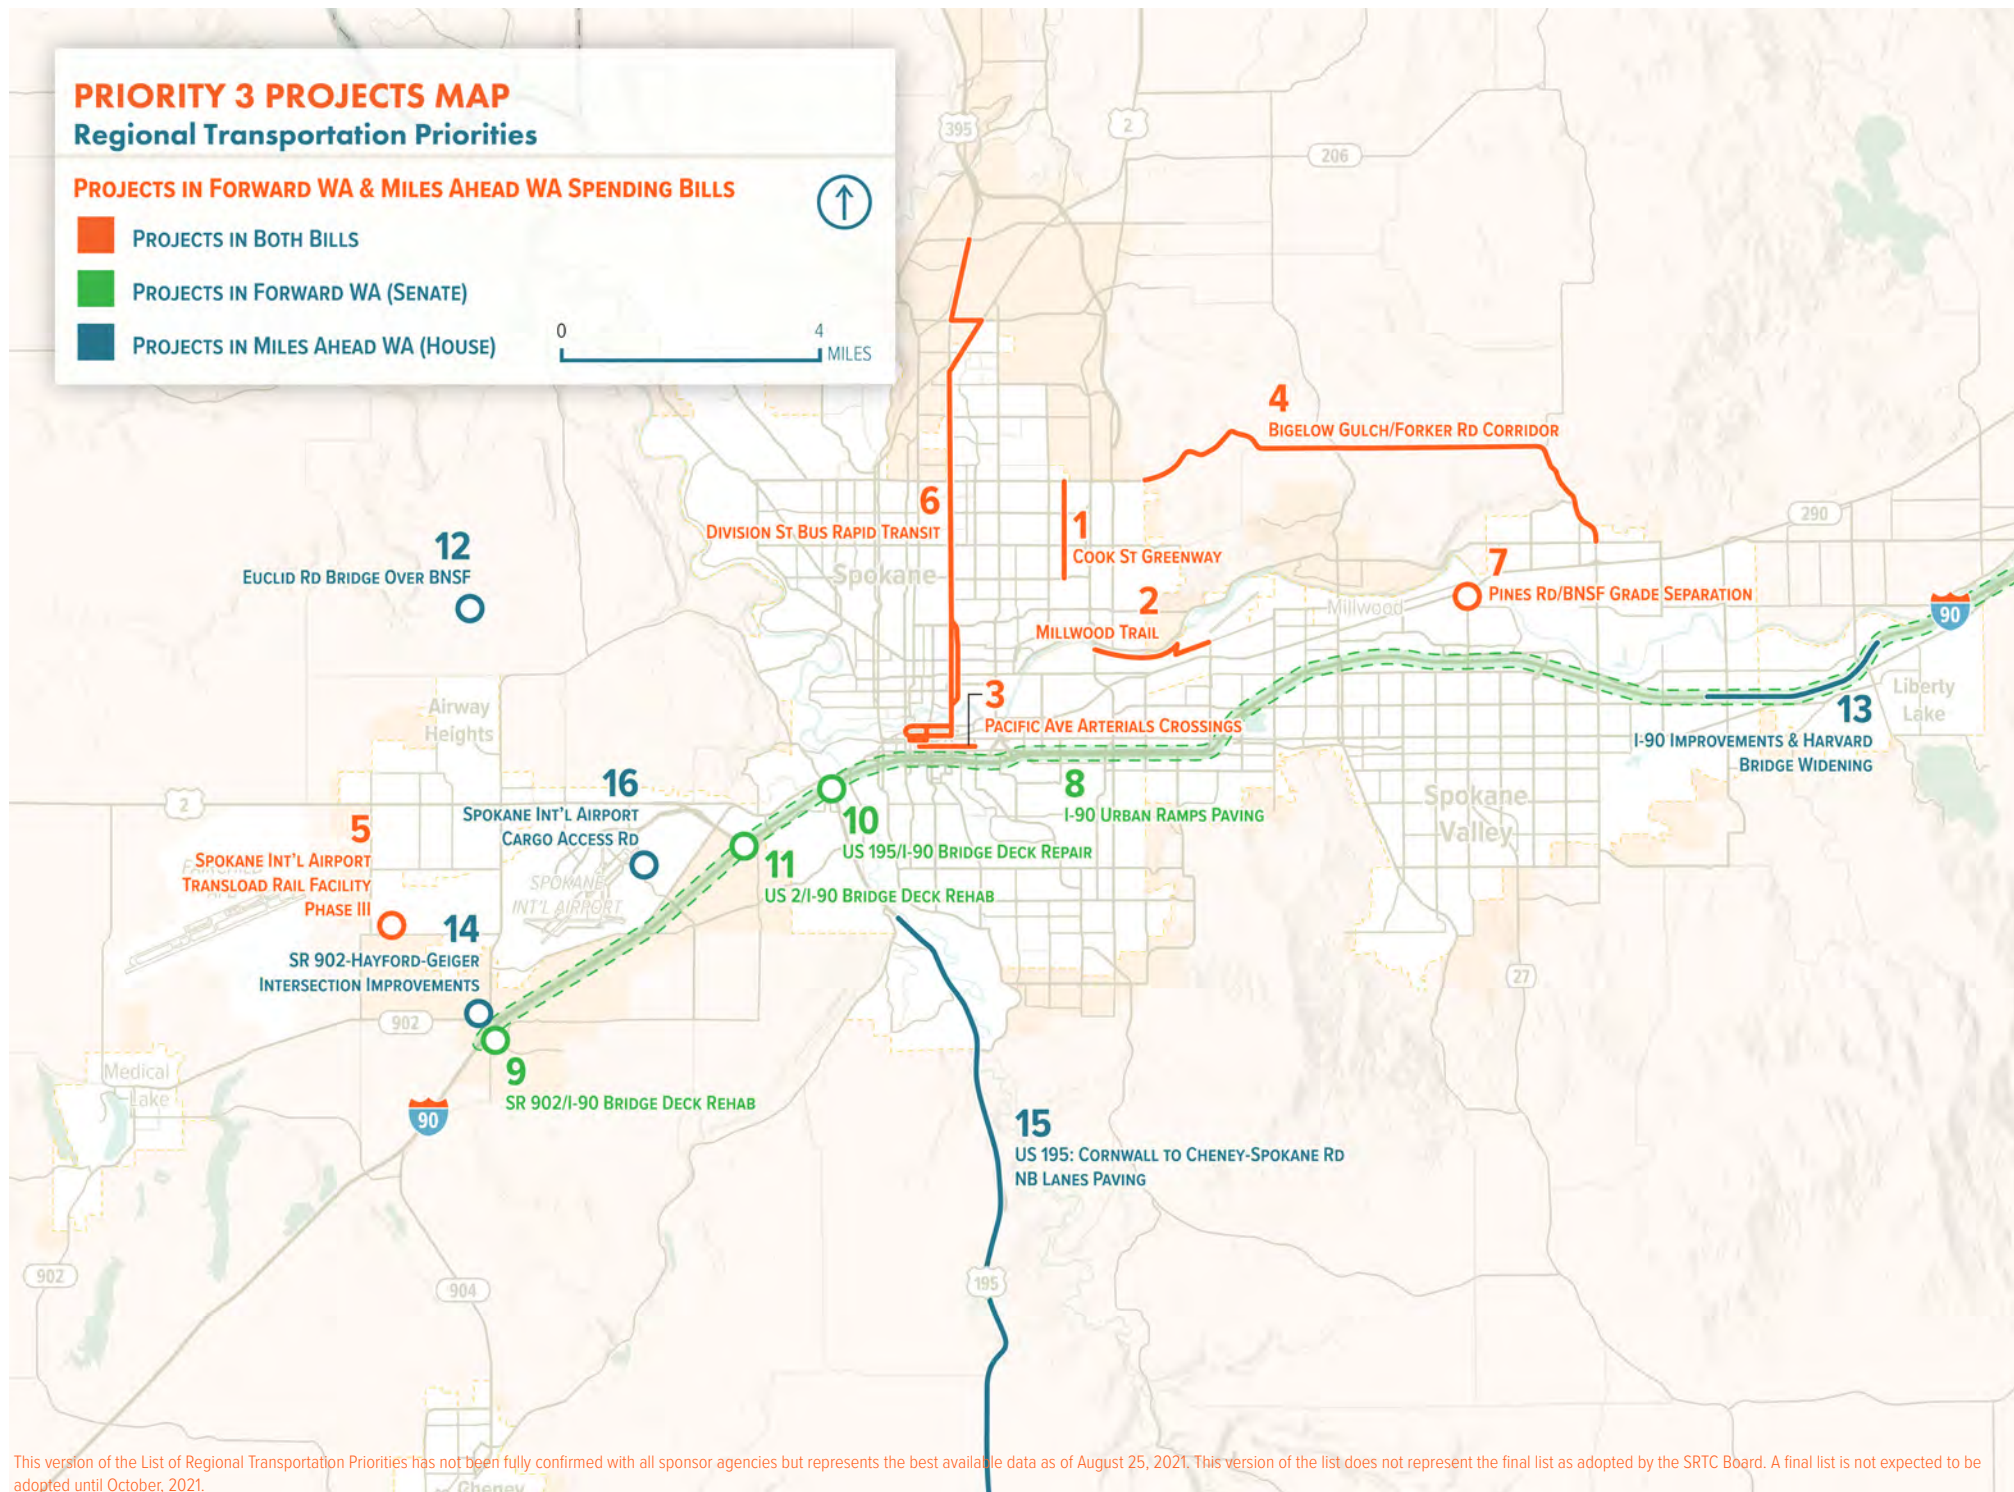 PRIORITY 3 PROJECTS MAP
Regional Transportation Priorities
PROJECTS IN FORWARD WA & MILES AHEAD WA SPENDING BILLS
PROJECTS IN BOTH BILLS
PROJECTS IN FORWARD WA (SENATE)
PROJECTS IN MILES AHEAD WA (HOUSE)
0
4
MILES
395
2
206
4
BIGELOW GULCH/FORKER RD CORRIDOR
6
DIVISION ST BUS RAPID TRANSIT
1
COOK ST GREENWAY
290
12
EUCLID RD BRIDGE OVER BNSF
Spokane
7
PINES RD/BNSF GRADE SEPARATION
2
MILLWOOD TRAIL
Millwood
90
3
PACIFIC AVE ARTERIALS CROSSINGS
Airway
Heights
Liberty
Lake
13
I-90 IMPROVEMENTS & HARVARD
BRIDGE WIDENING
16
SPOKANE INT'L AIRPORT
CARGO ACCESS RD
8
I-90 URBAN RAMPS PAVING
Spokane
Valley
2
10
US 195/I-90 BRIDGE DECK REPAIR
11
US 2/I-90 BRIDGE DECK REHAB
5
SPOKANE INT'L AIRPORT
TRANSLOAD RAIL FACILITY
PHASE III
FAIRCHILD
AFB
SPOKANE
INT'L AIRPORT
14
SR 902-HAYFORD-GEIGER
INTERSECTION IMPROVEMENTS
27
902
9
SR 902/I-90 BRIDGE DECK REHAB
Medical
Lake
90
15
US 195: CORNWALL TO CHENEY-SPOKANE RD
NB LANES PAVING
902
904
195
This version of the List of Regional Transportation Priorities has not been fully confirmed with all sponsor agencies but represents the best available data as of August 25, 2021. This version of the list does not represent the final list as adopted by the SRTC Board. A final list is not expected to be
adopted until October, 2021.
Cheney